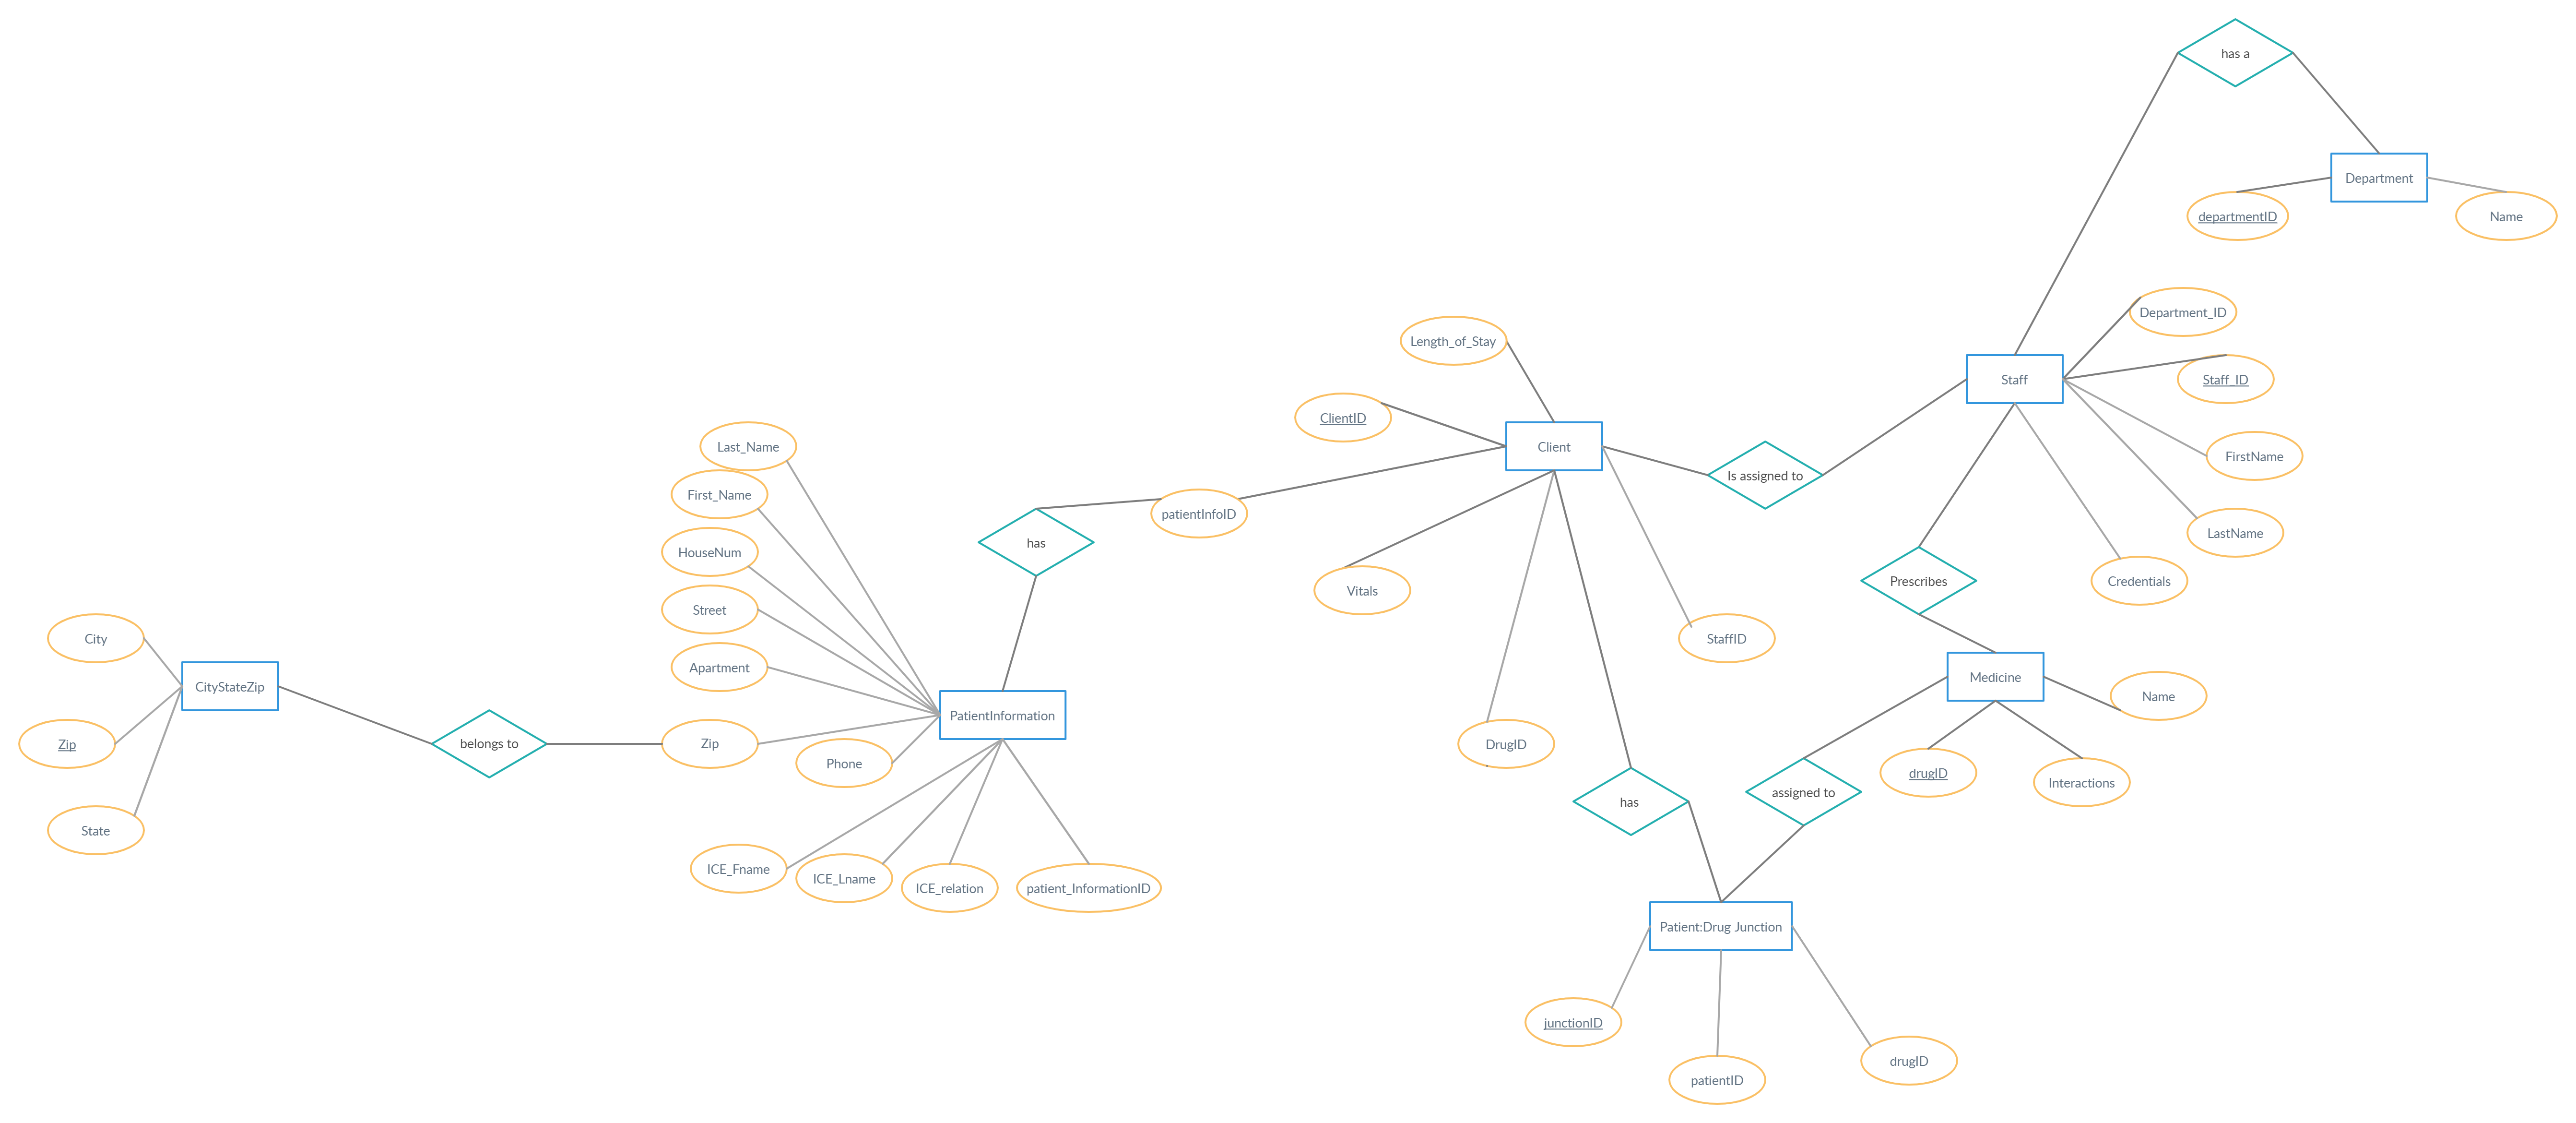 has a
Department
departmentID
Name
Department_ID
Length_of_Stay
Staff
Staff_ID
ClientID
Client
Last_Name
FirstName
Is assigned to
First_Name
patientInfoID
LastName
has
HouseNum
Prescribes
Credentials
Vitals
Street
City
StaffID
Apartment
Medicine
CityStateZip
Name
PatientInformation
Zip
belongs to
Zip
DrugID
Phone
drugID
Interactions
assigned to
has
State
ICE_Fname
ICE_Lname
ICE_relation
patient_InformationID
Patient:Drug Junction
junctionID
drugID
patientID